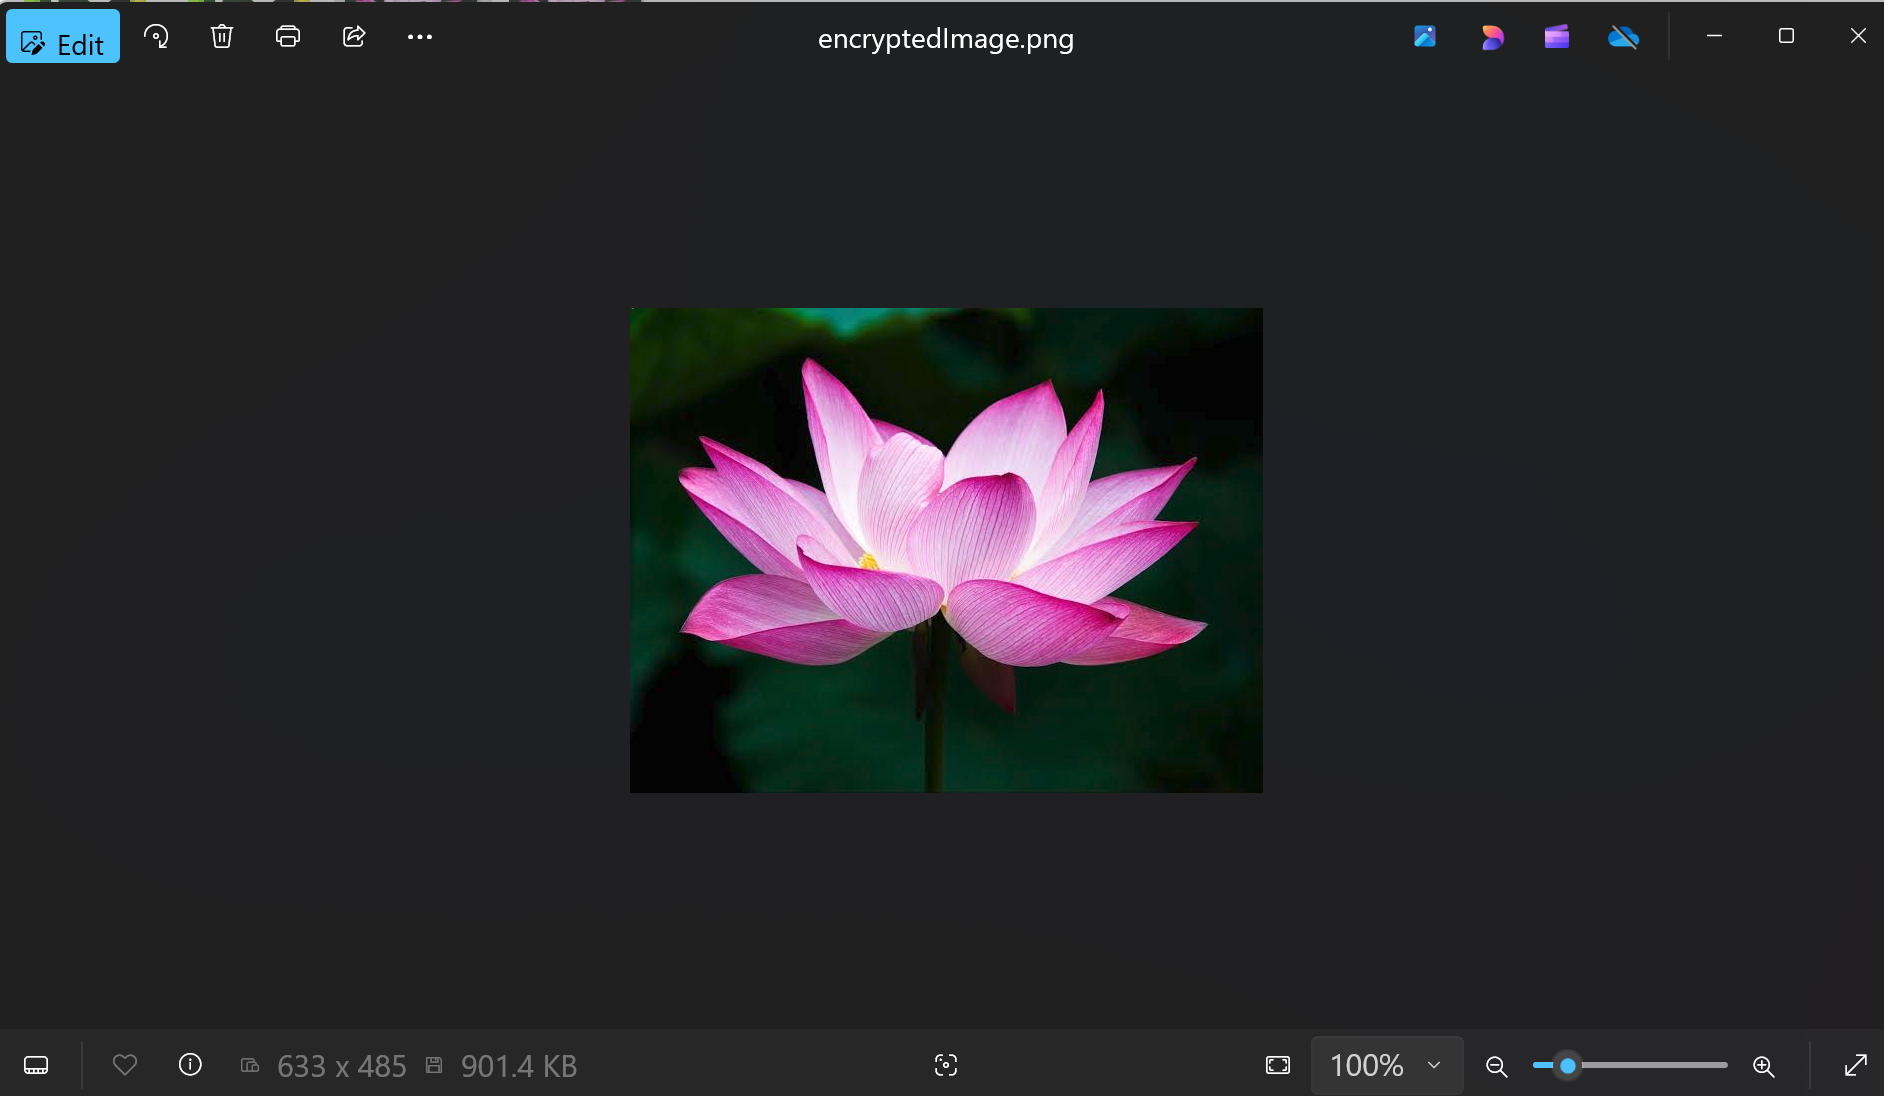 Edit
encryptedImage.png
633 x 485
901.4 KB
100%